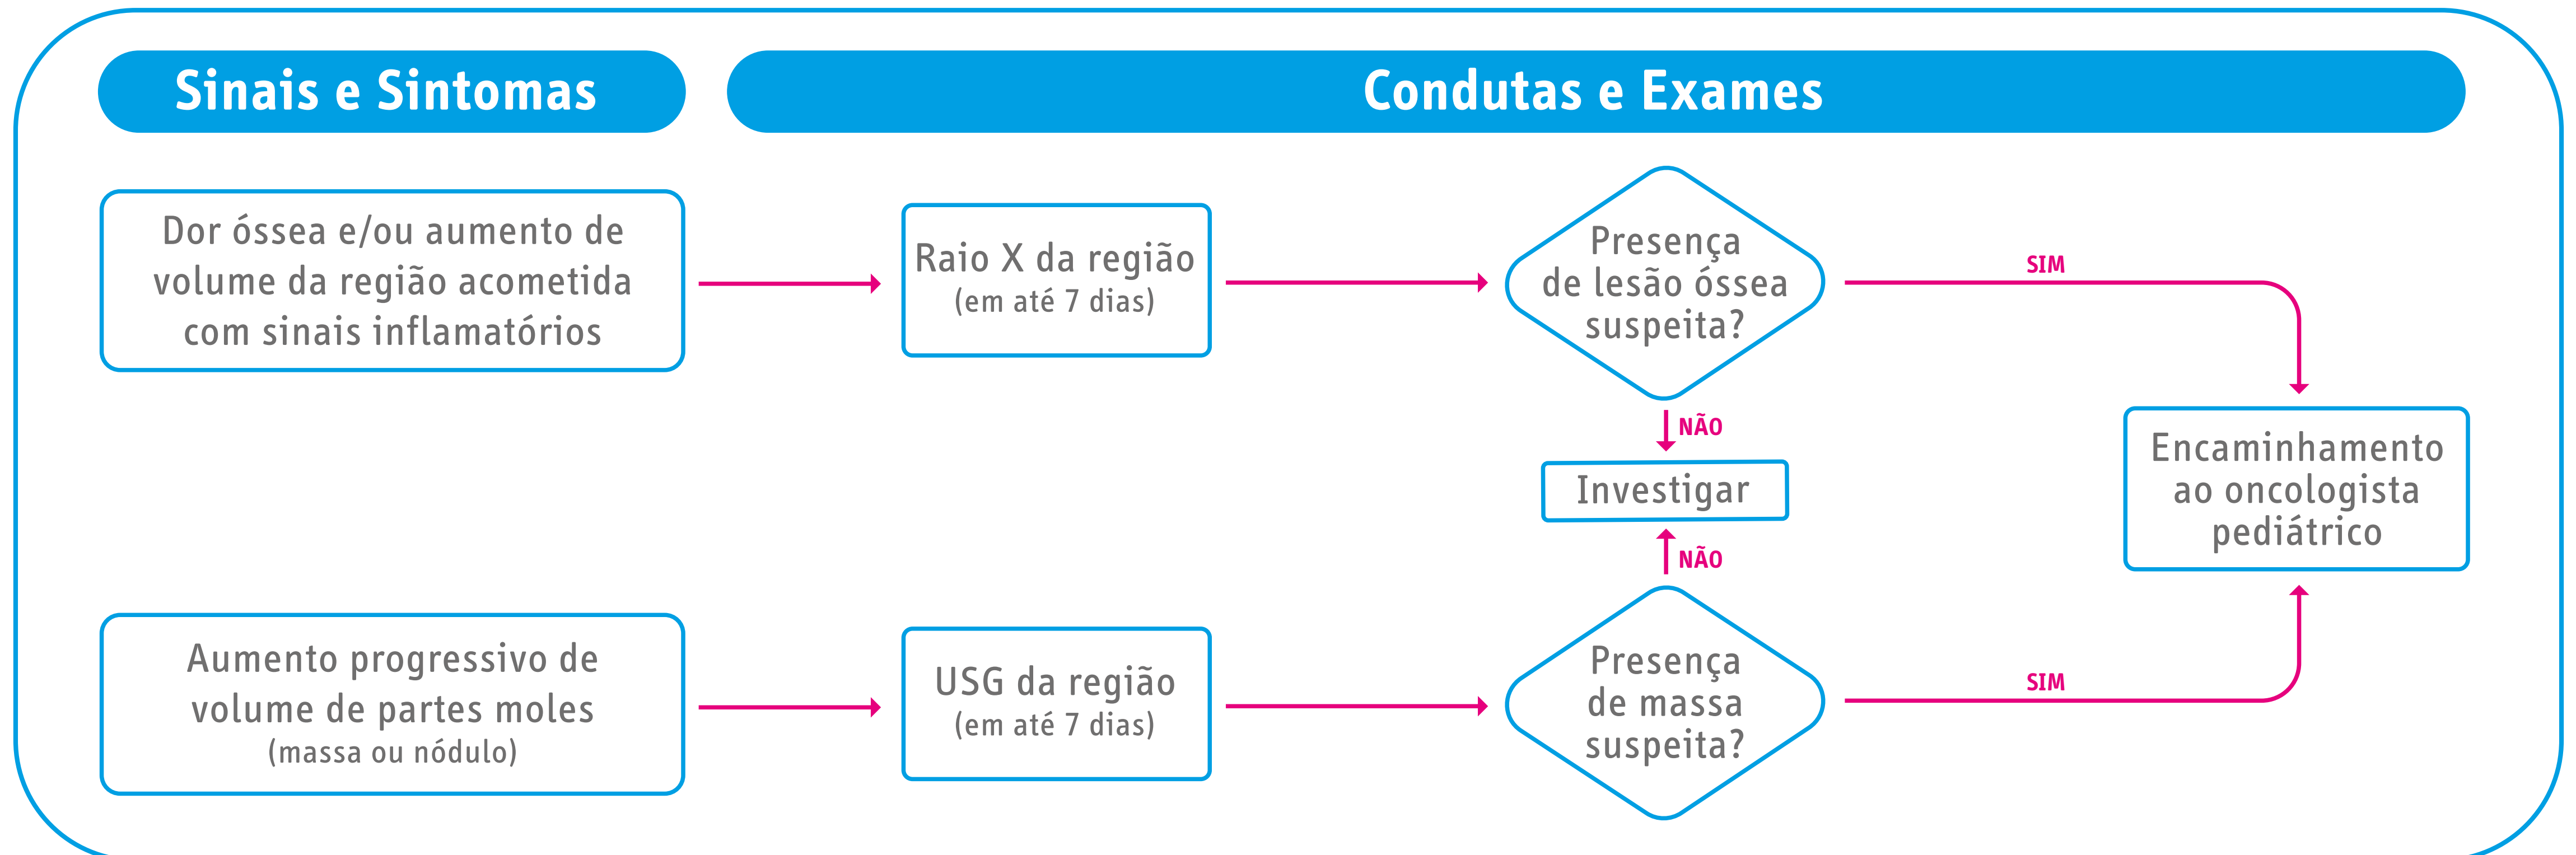 Sinais e Sintomas
Condutas e Exames
Dor óssea e/ou aumento de
volume da região acometida
com sinais inflamatórios
Raio X da região
(em até 7 dias)
Presença
de lesão óssea
suspeita?
SIM
NÃO
Investigar
Encaminhamento
ao oncologista
pediátrico
NÃO
Aumento progressivo de
volume de partes moles
(massa ou nódulo)
USG da região
(em até 7 dias)
Presença
de massa
suspeita?
SIM